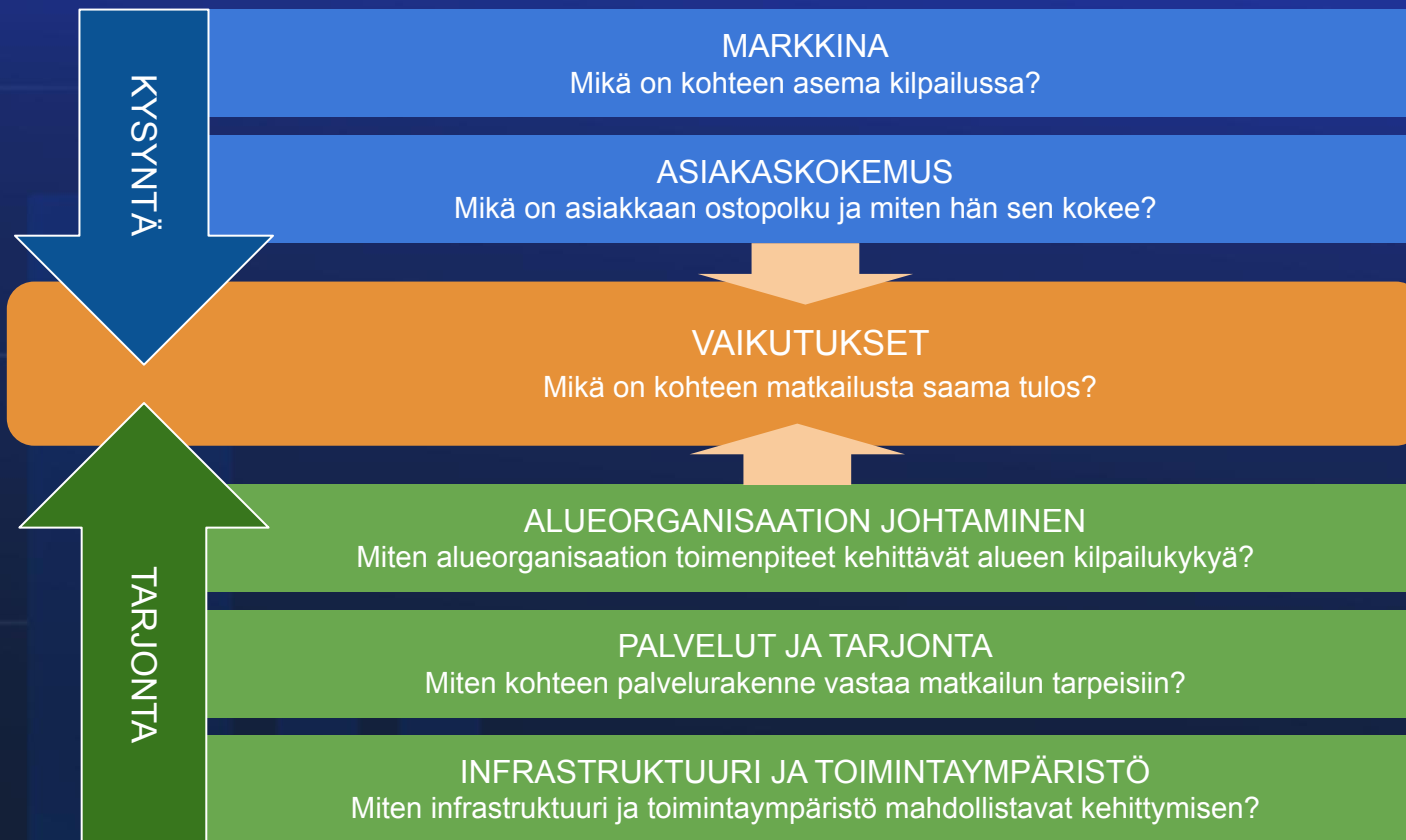 KYSYNTÄ
MARKKINA
Mikä on kohteen asema kilpailussa?
ASIAKASKOKEMUS
Mikä on asiakkaan ostopolku ja miten hän sen kokee?
VAIKUTUKSET
Mikä on kohteen matkailusta saama tulos?
TARJONTA
ALUEORGANISAATION JOHTAMINEN
Miten alueorganisaation toimenpiteet kehittävät alueen kilpailukykyä?
PALVELUT JA TARJONTA
Miten kohteen palvelurakenne vastaa matkailun tarpeisiin?
INFRASTRUKTUURI JA TOIMINTAYMPÄRISTÖ
Miten infrastruktuuri ja toimintaympäristö mahdollistavat kehittymisen?